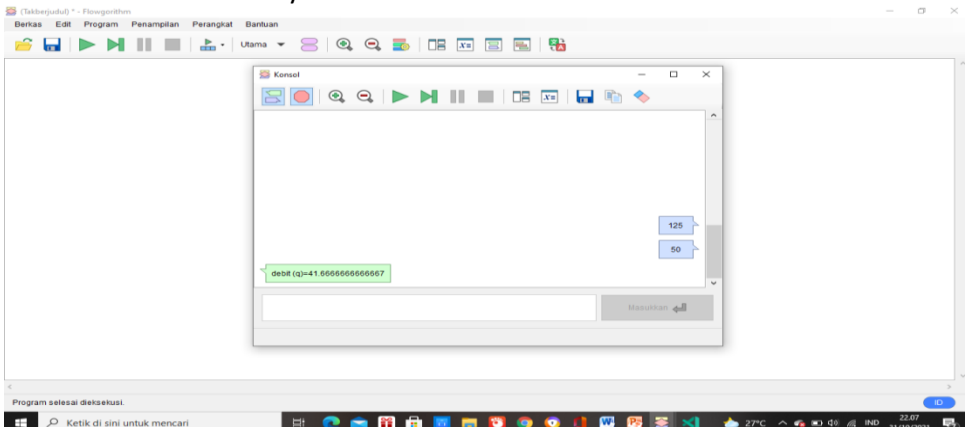 (Takberjudul) * - Flowgorithm
Berkas Edit Program Penampilan Perangkat Bantuan
Utama
Konsol
125
50
debit (q)=41.6666666666667
Masukkan
Program selesai dieksekusi.
ID
Ketik di sini untuk mencari
27°C
IND
22.07